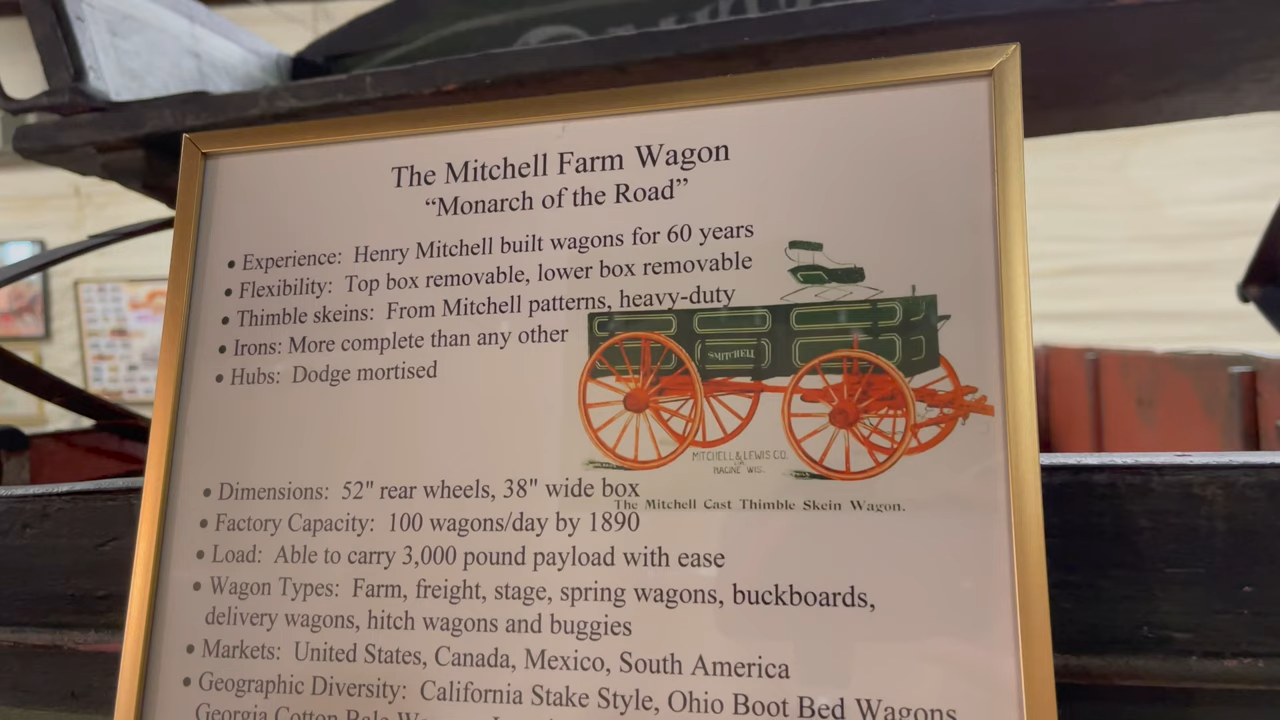 The Mitchell Farm Wagon
“Monarch of the Road”
• Experience: Henry Mitchell built wagons for 60 years
• Flexibility: Top box removable, lower box removable
• Thimble skeins: From Mitchell patterns, heavy-duty
• Irons: More complete than any other
• Hubs: Dodge mortised
MITCHELL
MITCHELL & LEWIS CO.
RACINE WIS.
• Dimensions: 52" rear wheels, 38" wide box
The Mitchell Cast Thimble Skein Wagon.
• Factory Capacity: 100 wagons/day by 1890
• Load: Able to carry 3,000 pound payload with ease
• Wagon Types: Farm, freight, stage, spring wagons, buckboards,
delivery wagons, hitch wagons and buggies
• Markets: United States, Canada, Mexico, South America
• Geographic Diversity: California Stake Style, Ohio Boot Bed Wagons
Georgia Cotton Bale